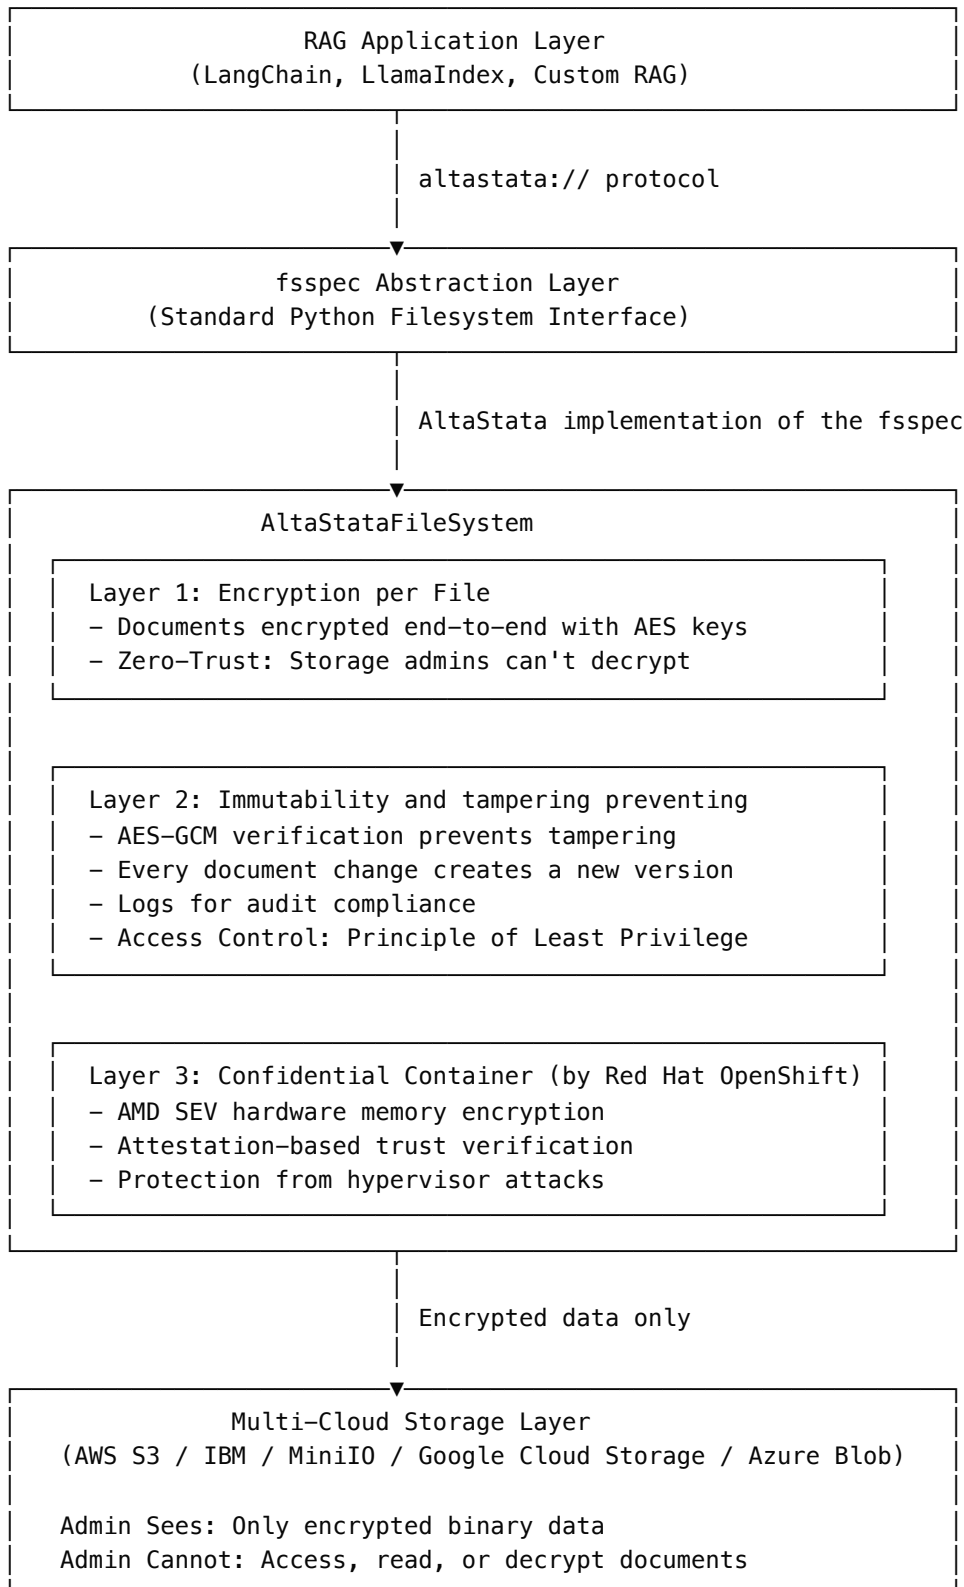 RAG Application Layer
(LangChain, LlamaIndex, Custom RAG)
altastata:// protocol
fsspec Abstraction Layer
(Standard Python Filesystem Interface)
AltaStata implementation of the fsspec
AltaStataFileSystem
Layer 1: Encryption per File
– Documents encrypted end–to–end with AES keys
– Zero–Trust: Storage admins can't decrypt
Layer 2: Immutability and tampering preventing
– AES–GCM verification prevents tampering
– Every document change creates a new version
– Logs for audit compliance
– Access Control: Principle of Least Privilege
Layer 3: Confidential Container (by Red Hat OpenShift)
– AMD SEV hardware memory encryption
– Attestation–based trust verification
– Protection from hypervisor attacks
Encrypted data only
Multi–Cloud Storage Layer
(AWS S3 / IBM / MiniIO / Google Cloud Storage / Azure Blob)
Admin Sees: Only encrypted binary data
Admin Cannot: Access, read, or decrypt documents